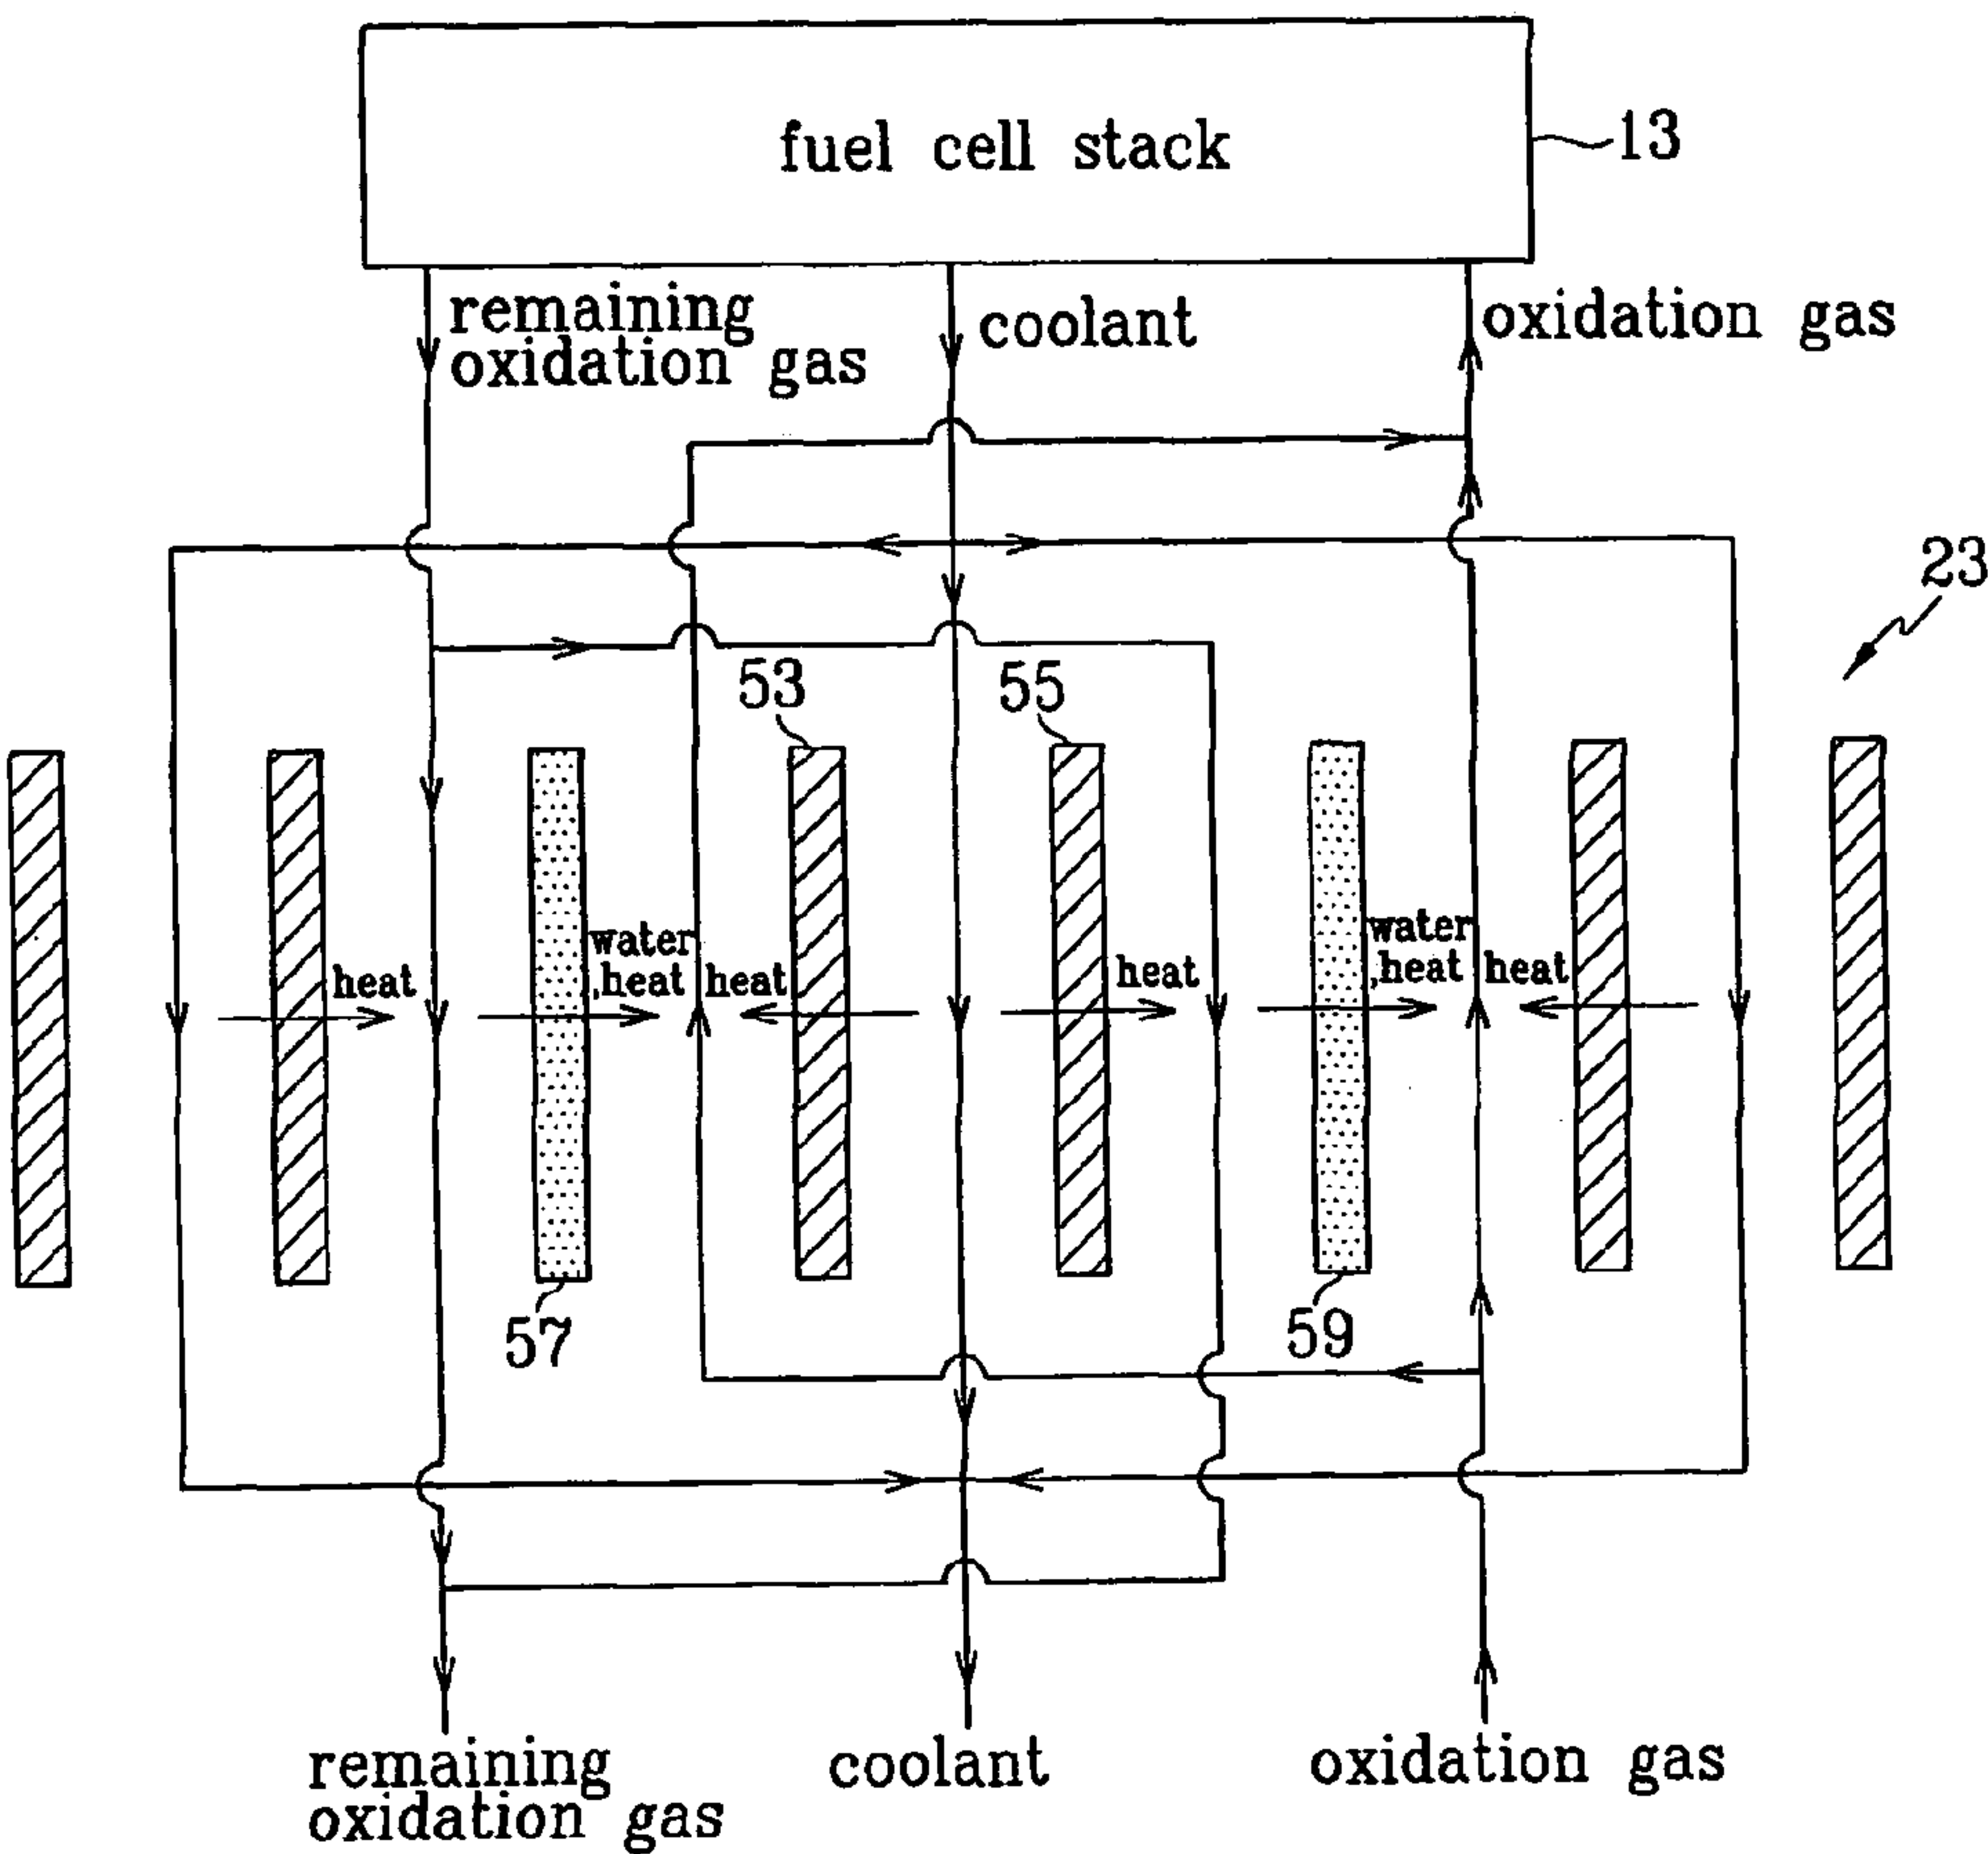 fuel cell stack
13
remaining
oxidation gas
coolant
oxidation gas
23
53
55
water
,heat
heat
heat
heat
water
,heat
heat
57
59
remaining
oxidation gas
coolant
oxidation gas